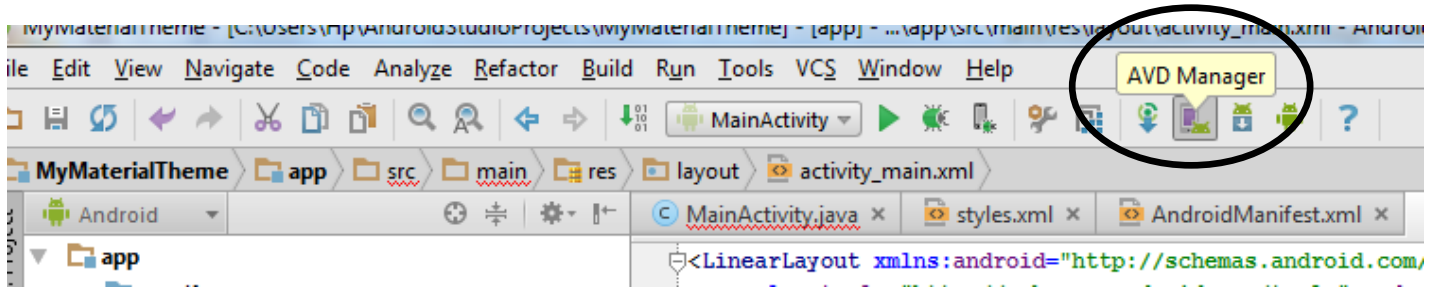 MyMaterialTheme - [C:\Users\Hp\AndroidStudioProjects\MyMaterialTheme] - [app] - ...\app\src\main\res\layout\activity_main.xml - Android
ile Edit View Navigate Code Analyze Refactor Build Run Tools VCS Window Help
AVD Manager
MainActivity
?
MyMaterialTheme app src main res layout activity_main.xml
Project
Android
MainActivity.java × styles.xml × AndroidManifest.xml ×
app
<LinearLayout xmlns:android="http://schemas.android.com/